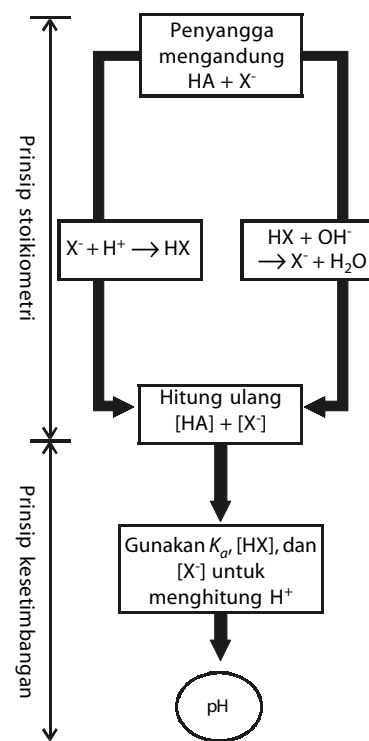 Penyangga
mengandung
HA + X⁻
Prinsip stoikiometri
X⁻ + H⁺ ⟶ HX
HX + OH⁻
⟶ X⁻ + H₂O
Hitung ulang
[HA] + [X⁻]
Prinsip kesetimbangan
Gunakan Kₐ, [HX], dan
[X⁻] untuk
menghitung H⁺
pH